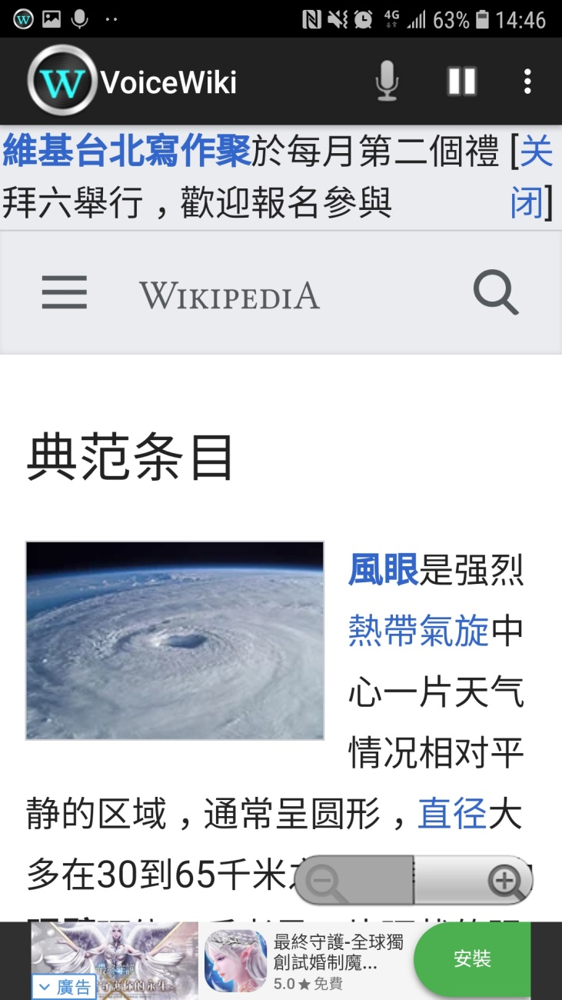 W
4G 63% 14:46
W VoiceWiki
維基台北寫作聚於每月第二個禮 [关
拜六舉行，歡迎報名參與 闭]
WIKIPEDIA
典范条目
風眼是强烈
熱帶氣旋中
心一片天气
情况相对平
静的区域，通常呈圆形，直径大
多在30到65千米
最終守護-全球獨
創試婚制魔...
5.0★免費
廣告
安裝